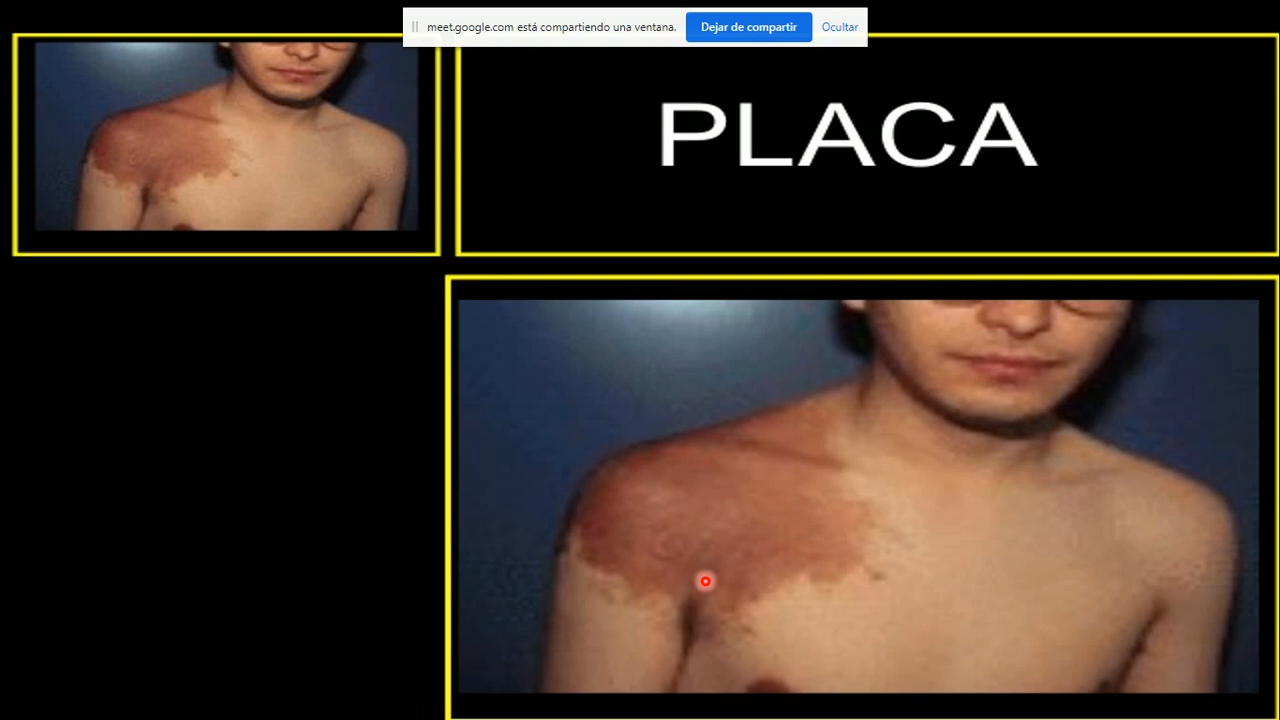 meet.google.com está compartiendo una ventana.
Dejar de compartir
Ocultar
PLACA